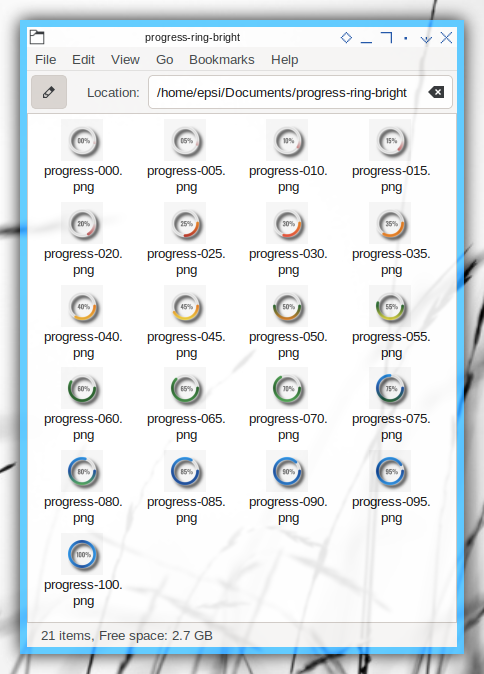 progress-ring-bright
File Edit View Go Bookmarks Help
Location: /home/epsi/Documents/progress-ring-bright
00% 05% 10% 15%
progress-000. progress-005. progress-010. progress-015.
png png png png
20% 25% 30% 35%
progress-020. progress-025. progress-030. progress-035.
png png png png
40% 45% 50% 55%
progress-040. progress-045. progress-050. progress-055.
png png png png
60% 65% 70% 75%
progress-060. progress-065. progress-070. progress-075.
png png png png
80% 85% 90% 95%
progress-080. progress-085. progress-090. progress-095.
png png png png
100%
progress-100.
png
21 items, Free space: 2.7 GB